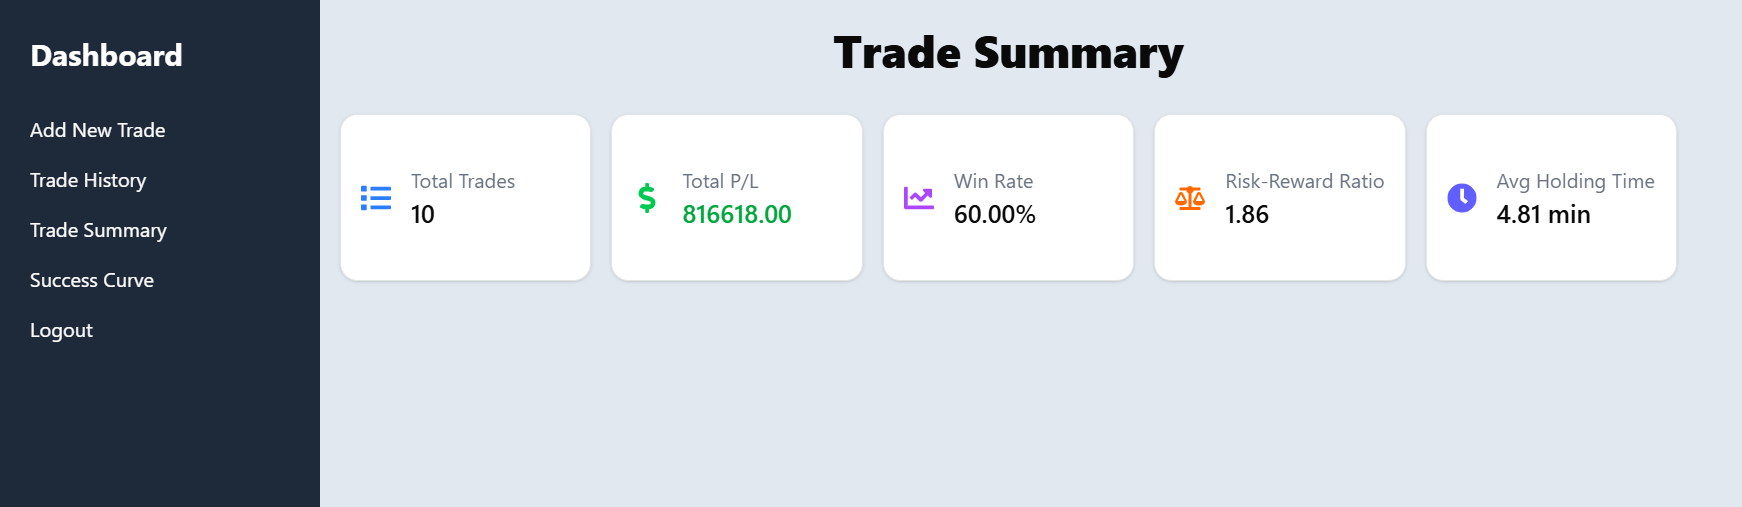 Dashboard
Add New Trade
Trade History
Trade Summary
Success Curve
Logout
Trade Summary
Total Trades
10
Total P/L
816618.00
Win Rate
60.00%
Risk-Reward Ratio
1.86
Avg Holding Time
4.81 min